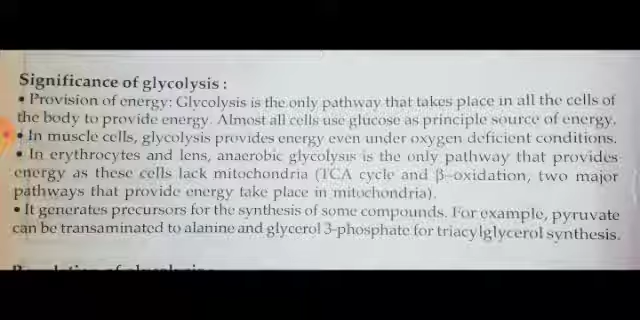 Significance of glycolysis :
• Provision of energy: Glycolysis is the only pathway that takes place in all the cells of
the body to provide energy. Almost all cells use glucose as principle source of energy.
• In muscle cells, glycolysis provides energy even under oxygen deficient conditions.
• In erythrocytes and lens, anaerobic glycolysis is the only pathway that provides
energy as these cells lack mitochondria (TCA cycle and β-oxidation, two major
pathways that provide energy take place in mitochondria).
• It generates precursors for the synthesis of some compounds. For example, pyruvate
can be transaminated to alanine and glycerol 3-phosphate for triacylglycerol synthesis.